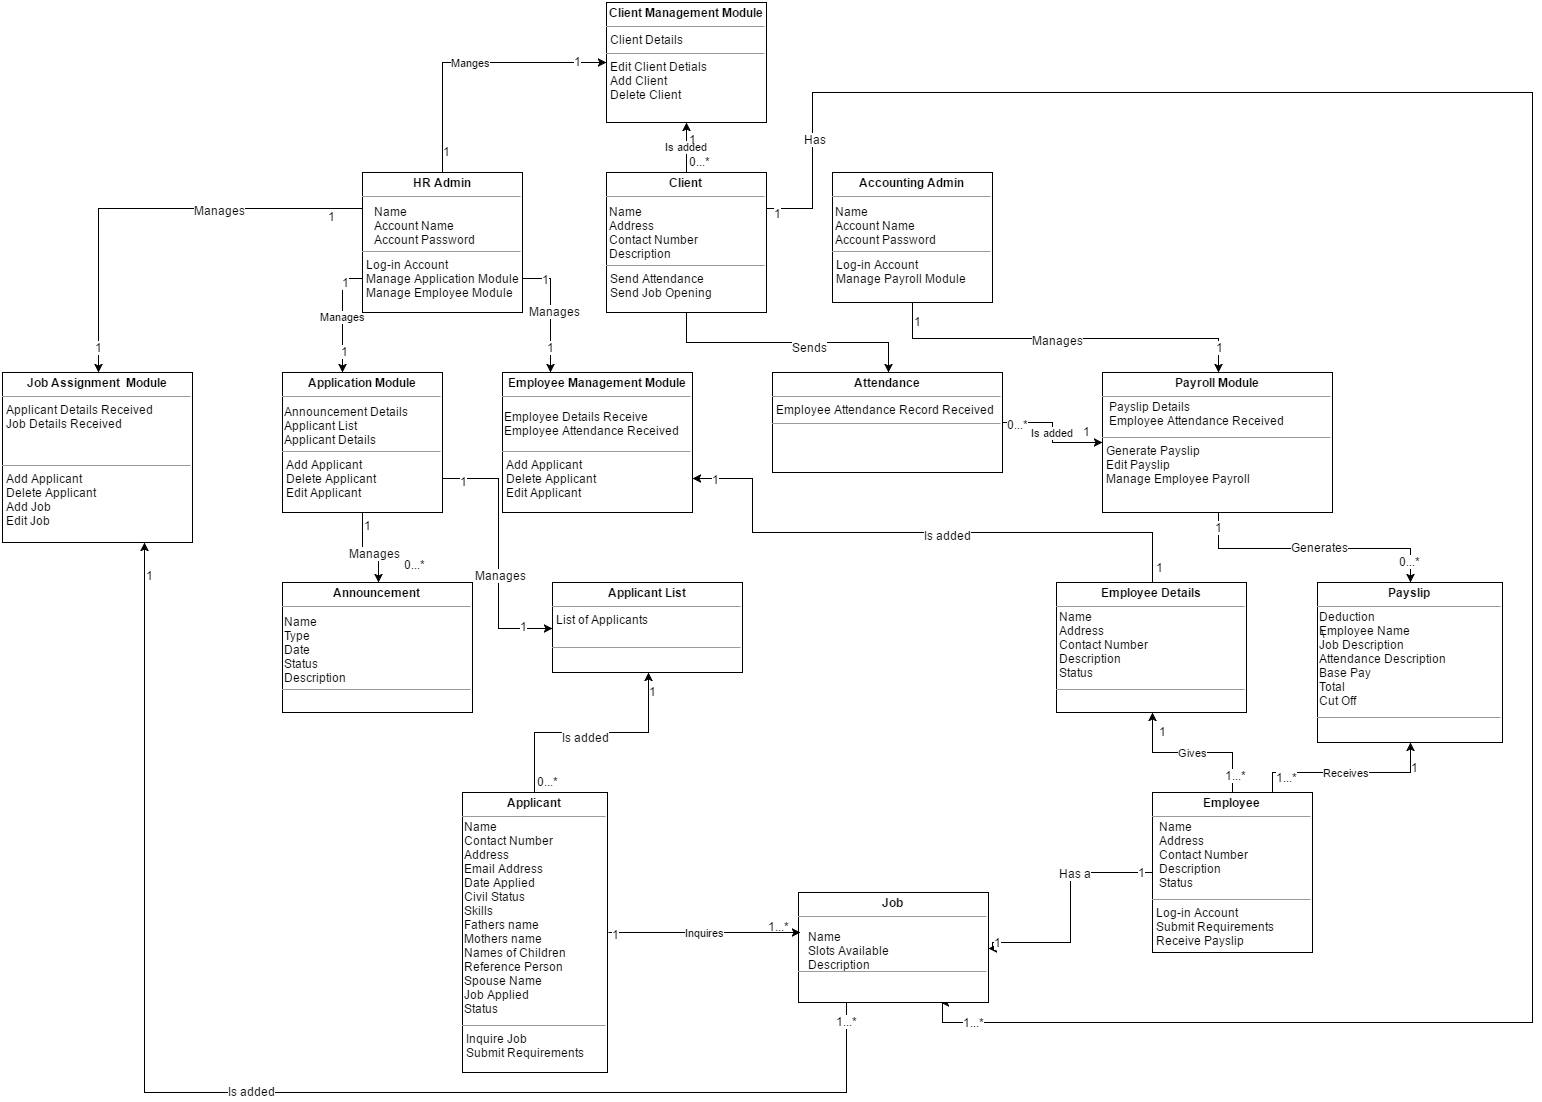 Client Management Module
Client Details
Edit Client Detials
Add Client
Delete Client
Manges
1
1
1
Is added
0...*
Has
1
HR Admin
Name
Account Name
Account Password
Log-in Account
Manage Application Module
Manage Employee Module
Client
Name
Address
Contact Number
Description
Send Attendance
Send Job Opening
Accounting Admin
Name
Account Name
Account Password
Log-in Account
Manage Payroll Module
Manages
1
1
1
Manages
1
1
Manages
1
Sends
1
Manages
1
Job Assignment  Module
Applicant Details Received
Job Details Received
Add Applicant
Delete Applicant
Add Job
Edit Job
Application Module
Announcement Details
Applicant List
Applicant Details
Add Applicant
Delete Applicant
Edit Applicant
Employee Management Module
Employee Details Receive
Employee Attendance Received
Add Applicant
Delete Applicant
Edit Applicant
Attendance
Employee Attendance Record Received
0...*
Is added
1
Payroll Module
Payslip Details
Employee Attendance Received
Generate Payslip
Edit Payslip
Manage Employee Payroll
1
Manages
0...*
1
Manages
1
1
Is added
1
1
Generates
0...*
1
Announcement
Name
Type
Date
Status
Description
Applicant List
List of Applicants
Employee Details
Name
Address
Contact Number
Description
Status
Payslip
Deduction
Employee Name
Job Description
Attendance Description
Base Pay
Total
Cut Off
1
Is added
0...*
1
Gives
1...*
1...*
Receives
1
Applicant
Name
Contact Number
Address
Email Address
Date Applied
Civil Status
Skills
Fathers name
Mothers name
Names of Children
Reference Person
Spouse Name
Job Applied
Status
Inquire Job
Submit Requirements
Employee
Name
Address
Contact Number
Description
Status
Log-in Account
Submit Requirements
Receive Payslip
Has a
1
1
1
Inquires
1...*
Job
Name
Slots Available
Description
1...*
1...*
Is added